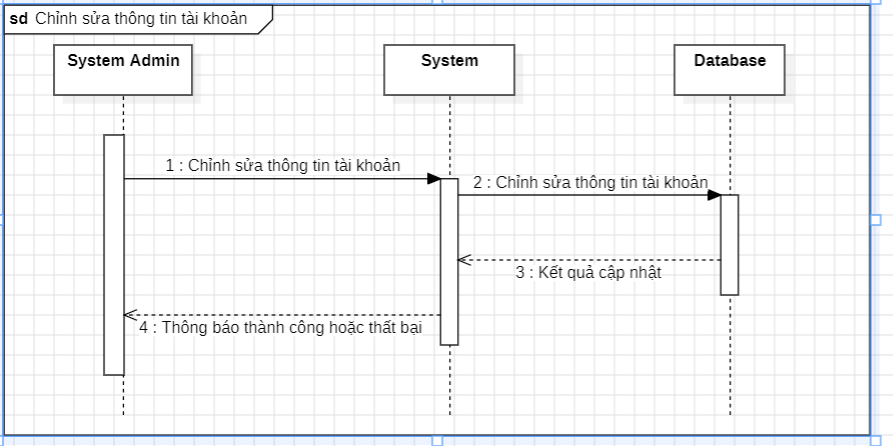 sd Chỉnh sửa thông tin tài khoản
System Admin
System
Database
1 : Chỉnh sửa thông tin tài khoản
2 : Chỉnh sửa thông tin tài khoản
3 : Kết quả cập nhật
4 : Thông báo thành công hoặc thất bại